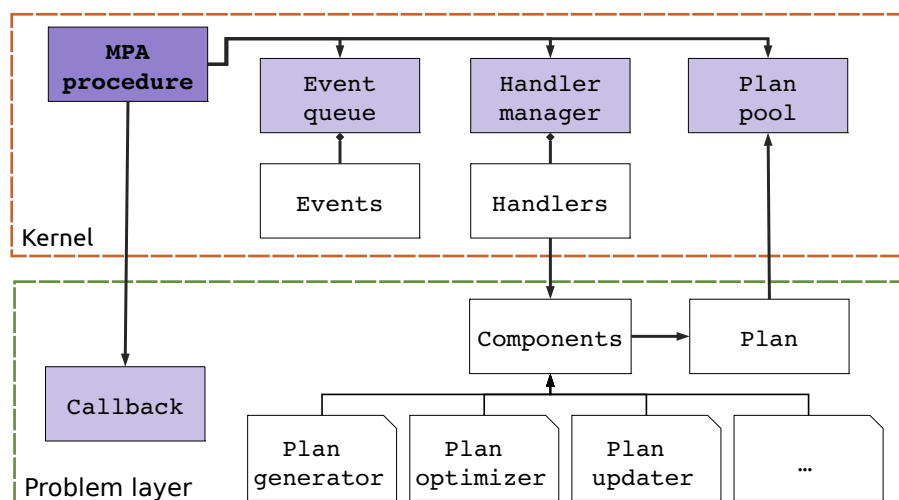 MPA
procedure
Event
queue
Handler
manager
Plan
pool
Events
Handlers
Kernel
Components
Plan
Callback
Plan
generator
Plan
optimizer
Plan
updater
…
Problem layer